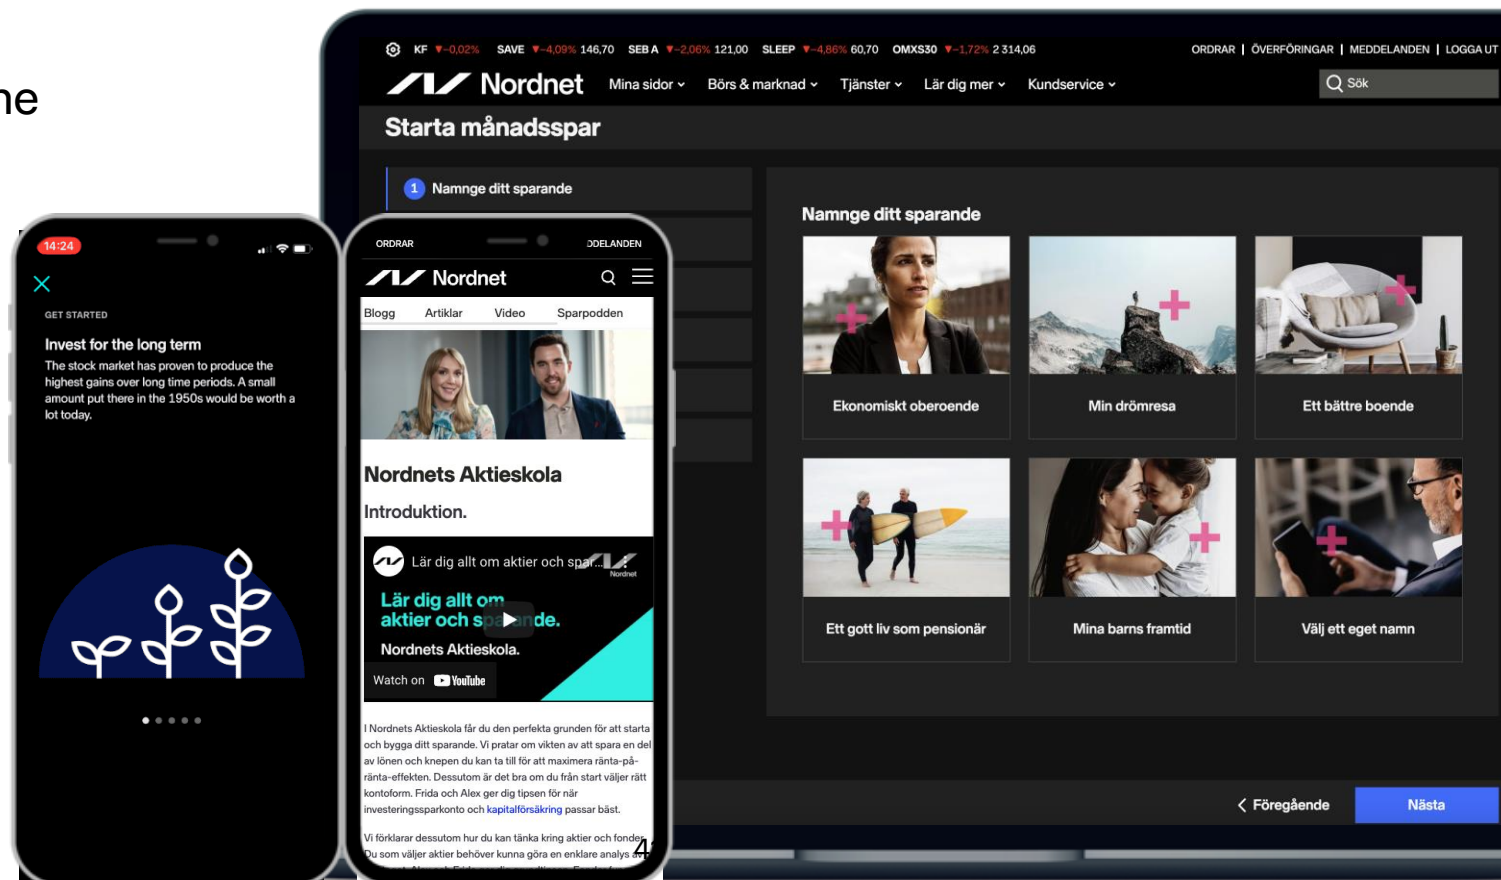 ne
KF ▼−0,02% SAVE ▼−4,09% 146,70 SEB A ▼−2,06% 121,00 SLEEP ▼−4,86% 60,70 OMXS30 ▼−1,72% 2 314,06
ORDRAR | ÖVERFÖRINGAR | MEDDELANDEN | LOGGA UT
Nordnet Mina sidor Börs & marknad Tjänster Lär dig mer Kundservice Sök
Starta månadsspar
1 Namnge ditt sparande
Namnge ditt sparande
Ekonomiskt oberoende
Min drömresa
Ett bättre boende
Ett gott liv som pensionär
Mina barns framtid
Välj ett eget namn
Föregående
Nästa
14:24
GET STARTED
Invest for the long term
The stock market has proven to produce the
highest gains over long time periods. A small
amount put there in the 1950s would be worth a
lot today.
ORDRAR DDELANDEN
Nordnet
Blogg Artiklar Video Sparpodden
Nordnets Aktieskola
Introduktion.
Lär dig allt om aktier och spar...
Nordnet
Lär dig allt om
aktier och sparande.
Nordnets Aktieskola.
Watch on YouTube
I Nordnets Aktieskola får du den perfekta grunden för att starta
och bygga ditt sparande. Vi pratar om vikten av att spara en del
av lönen och knepen du kan ta till för att maximera ränta-på-
ränta-effekten. Dessutom är det bra om du från start väljer rätt
kontoform. Frida och Alex ger dig tipsen för när
investeringssparkonto och kapitalförsäkring passar bäst.
Vi förklarar dessutom hur du kan tänka kring aktier och fonder.
Du som väljer aktier behöver kunna göra en enklare analys av
4